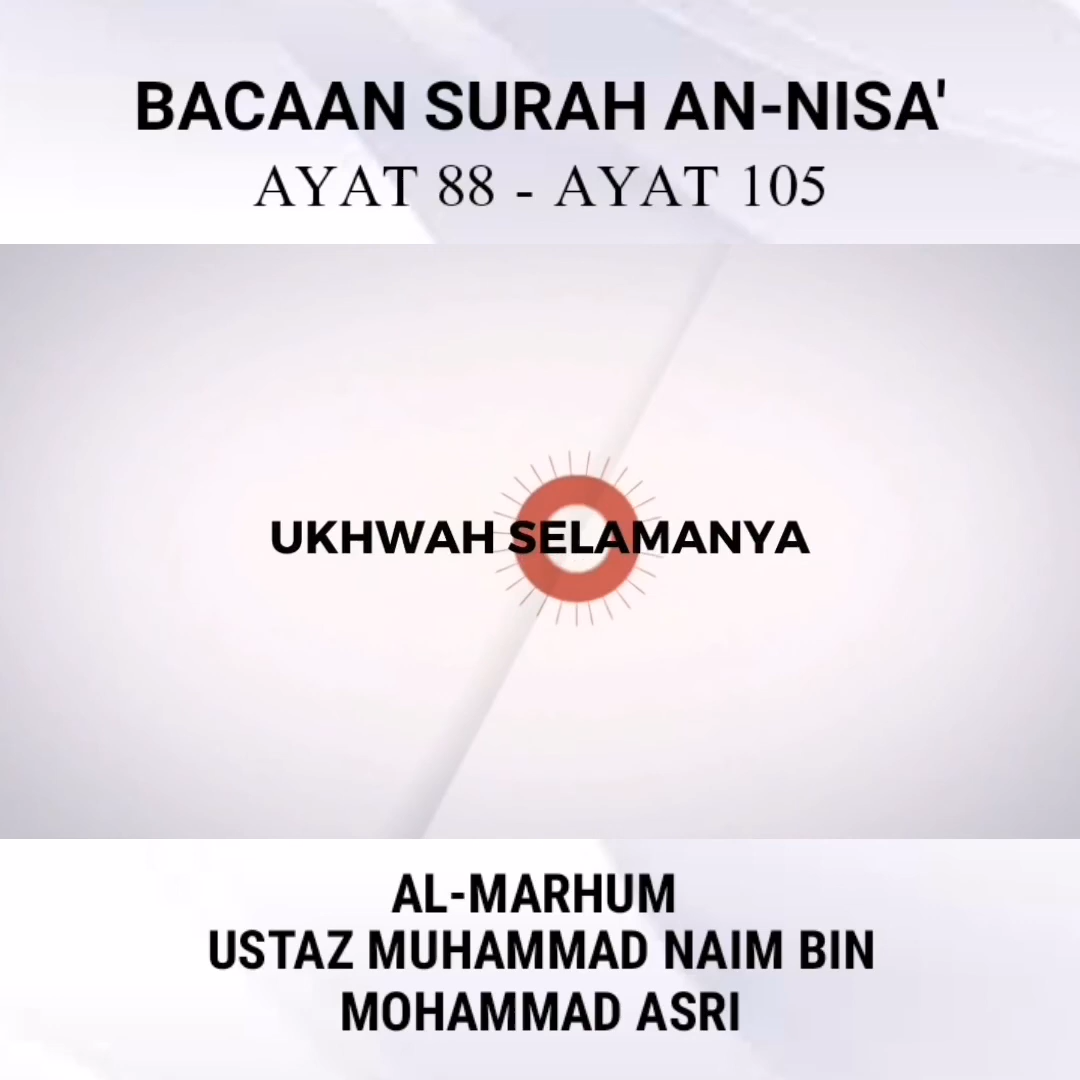 BACAAN SURAH AN-NISA'
AYAT 88 - AYAT 105
UKHWAH SELAMANYA
AL-MARHUM
USTAZ MUHAMMAD NAIM BIN
MOHAMMAD ASRI